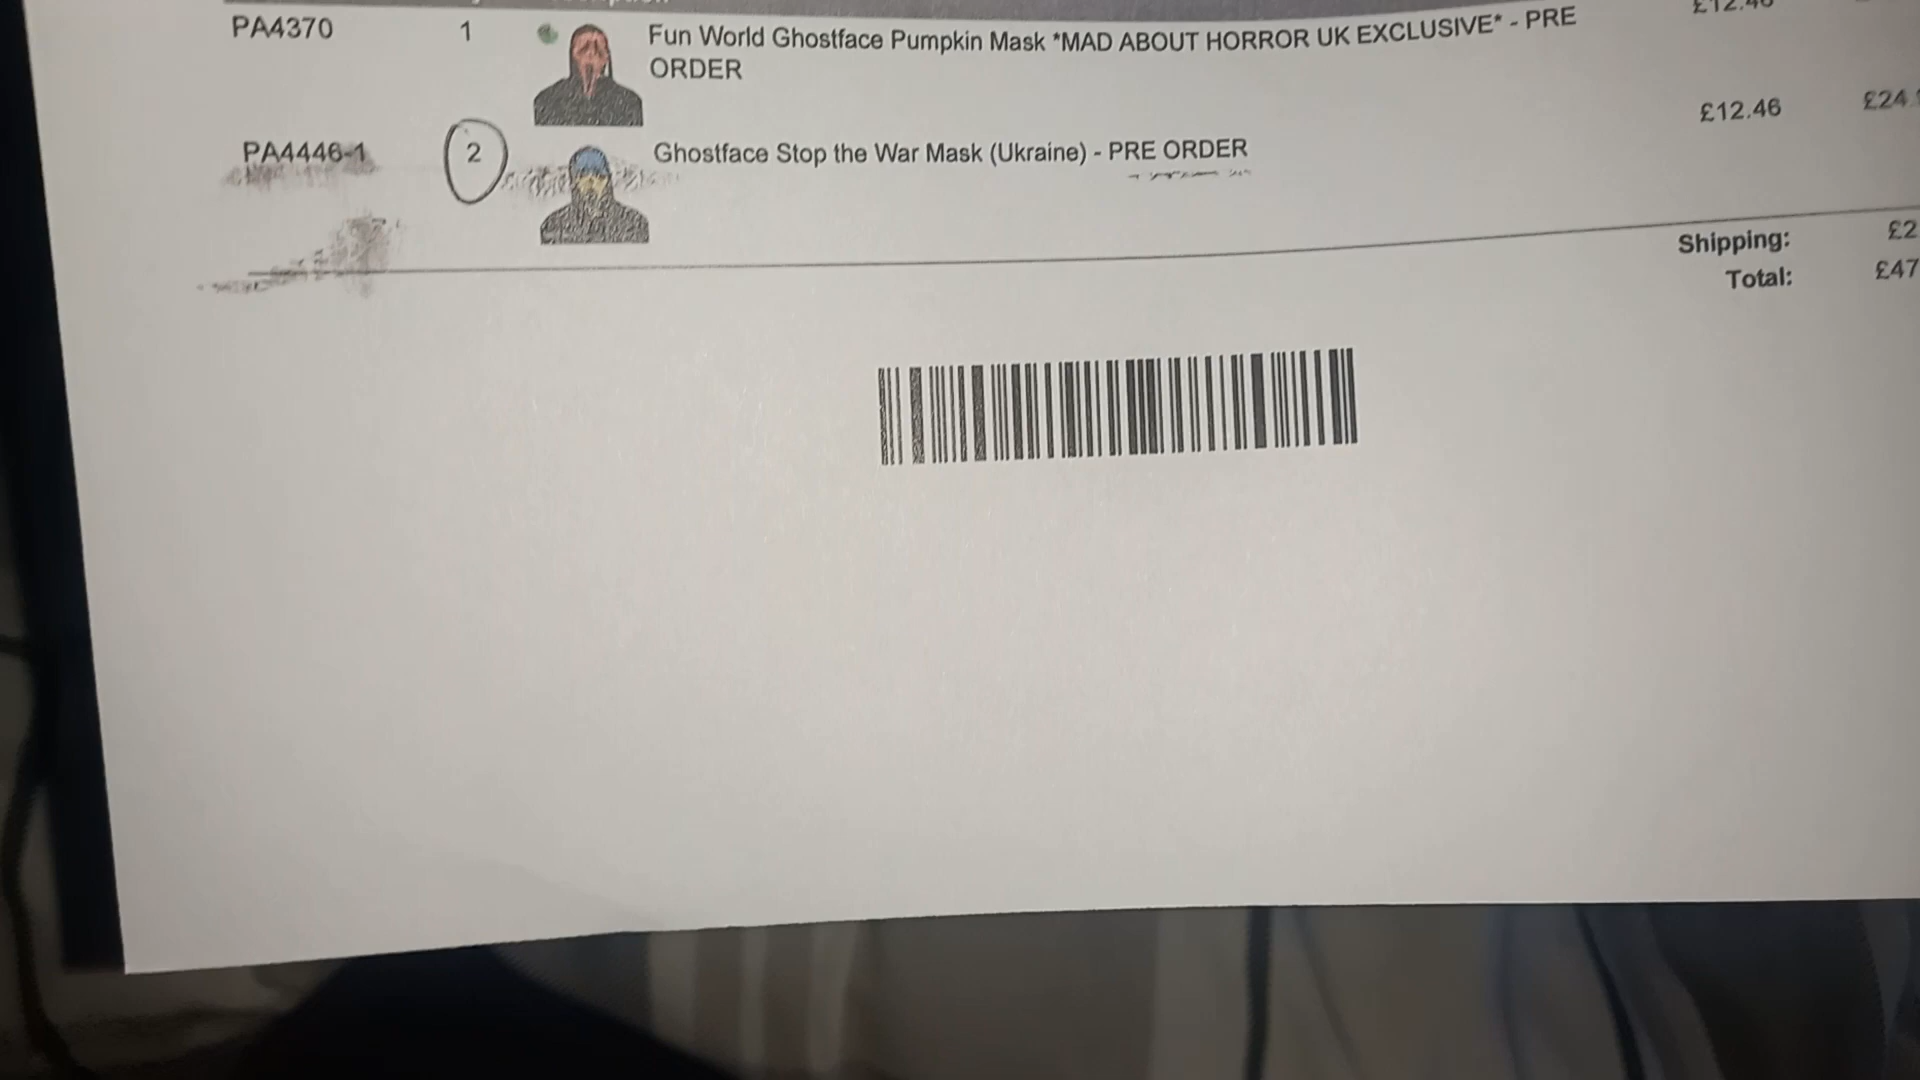 PA4370 1 Fun World Ghostface Pumpkin Mask *MAD ABOUT HORROR UK EXCLUSIVE* - PRE
ORDER
£12.46
PA4446-1 2 Ghostface Stop the War Mask (Ukraine) - PRE ORDER £12.46 £24
Shipping: £2
Total: £47